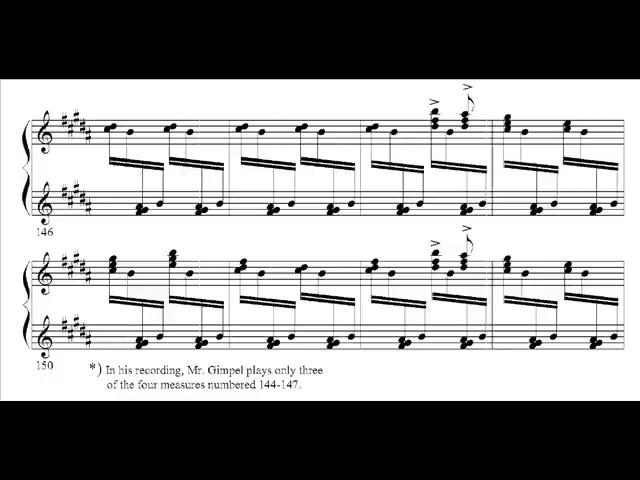 146
150
*) In his recording, Mr. Gimpel plays only three
of the four measures numbered 144-147.